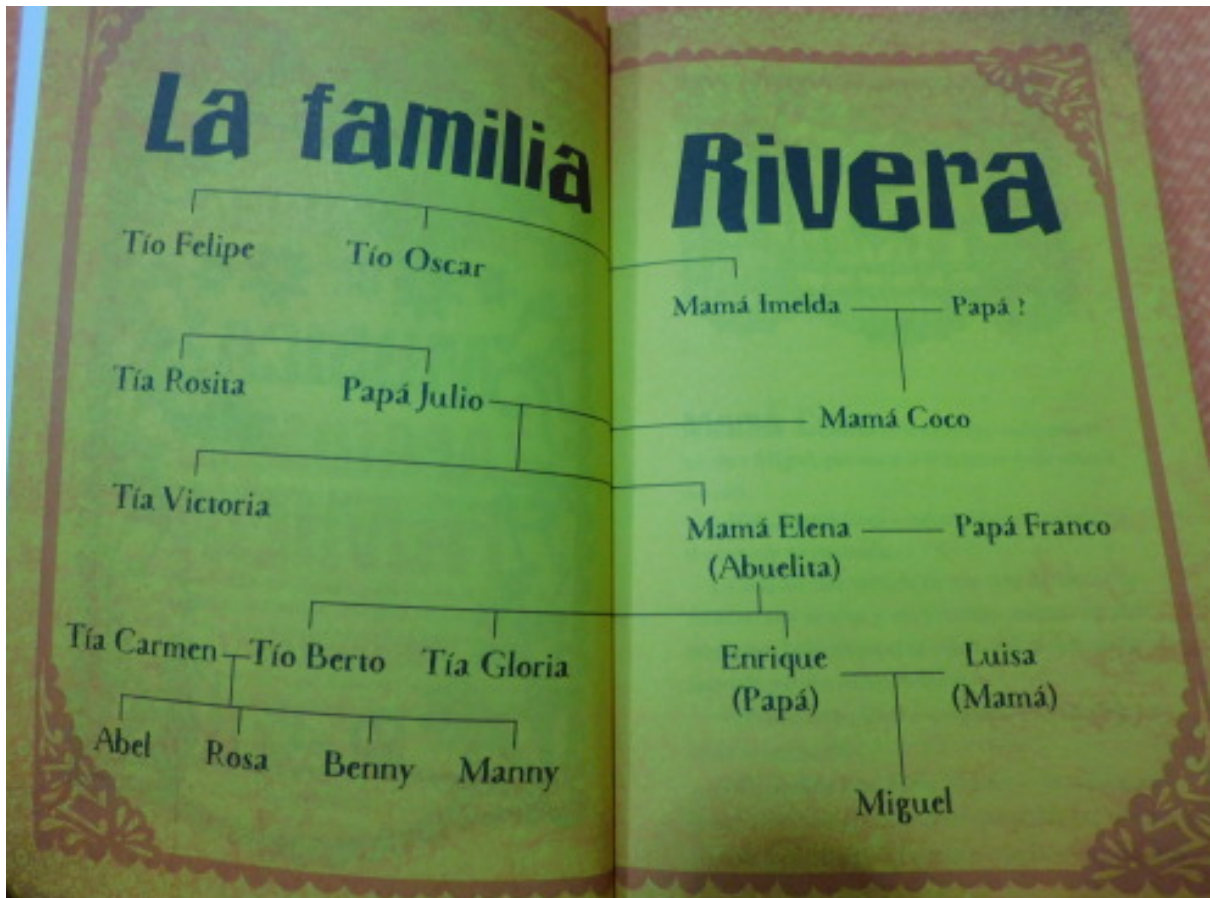 La familia Rivera
Tío Felipe Tío Oscar
Mamá Imelda Papá ?
Tía Rosita Papá Julio Mamá Coco
Tía Victoria
Mamá Elena Papá Franco
(Abuelita)
Tía Carmen Tío Berto Tía Gloria Enrique Luisa
(Papá) (Mamá)
Abel Rosa Benny Manny
Miguel